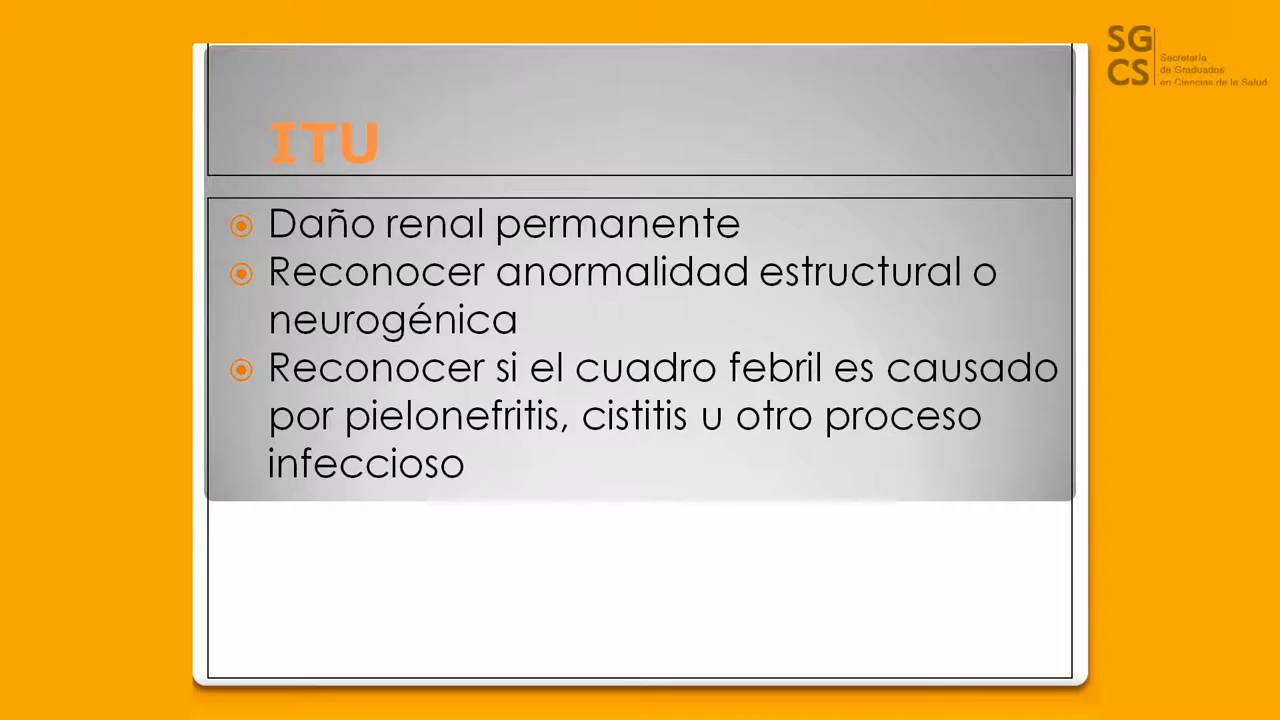 SG
CS
Secretaría
de Graduados
en Ciencias de la Salud
ITU
Daño renal permanente
Reconocer anormalidad estructural o
neurogénica
Reconocer si el cuadro febril es causado
por pielonefritis, cistitis u otro proceso
infeccioso